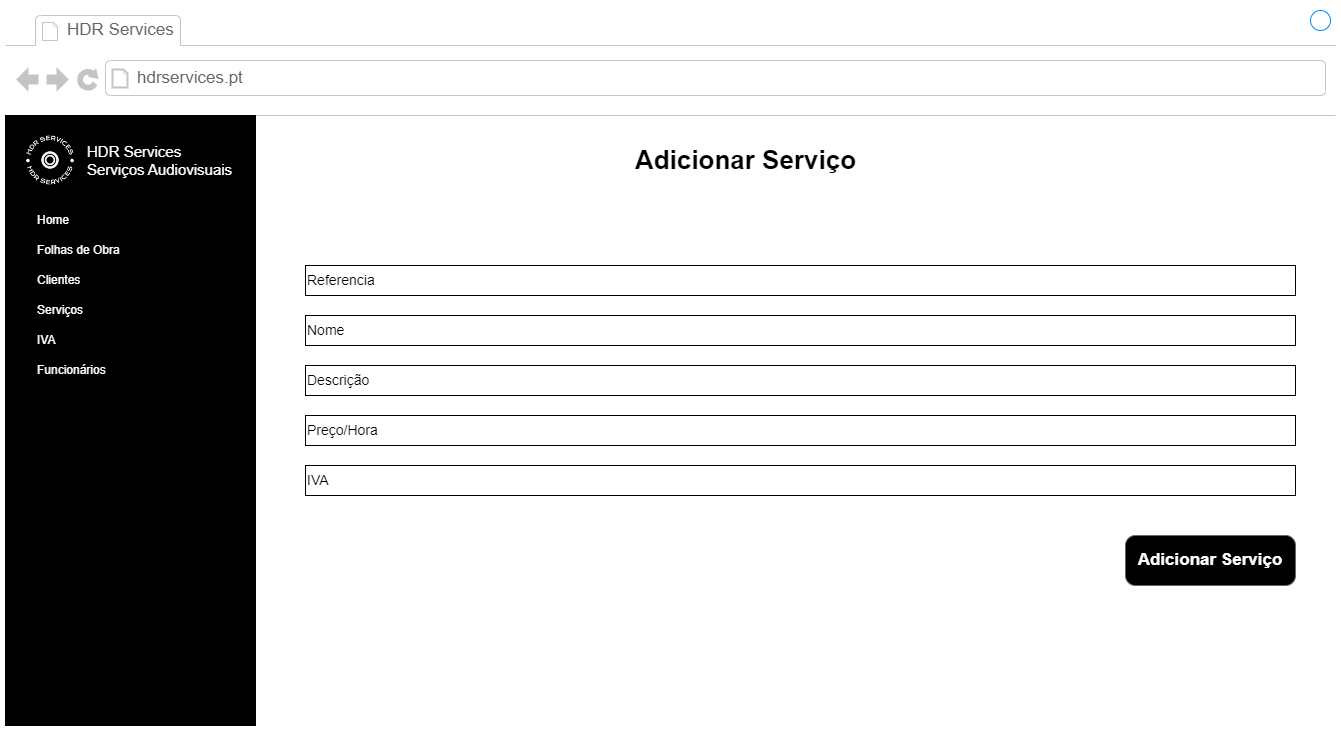 HDR Services
hdrservices.pt
HDR SERVICES
HDR SERVICES
HDR Services
Serviços Audiovisuais
Home
Folhas de Obra
Clientes
Serviços
IVA
Funcionários
Adicionar Serviço
Referencia
Nome
Descrição
Preço/Hora
IVA
Adicionar Serviço